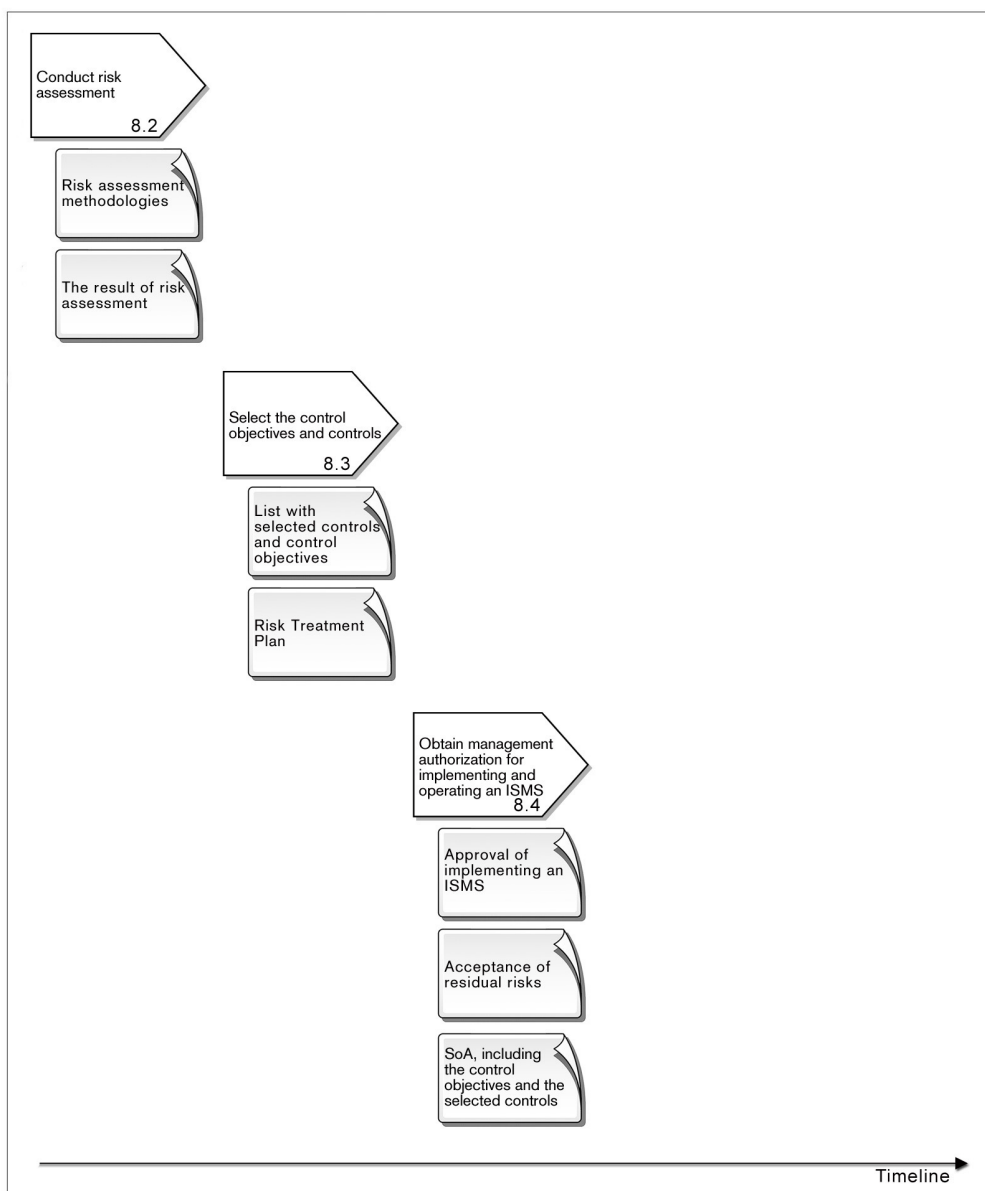 Conduct risk
assessment
8.2
Risk assessment
methodologies
The result of risk
assessment
Select the control
objectives and controls
8.3
List with
selected controls
and control
objectives
Risk Treatment
Plan
Obtain management
authorization for
implementing and
operating an ISMS
8.4
Approval of
implementing an
ISMS
Acceptance of
residual risks
SoA, including
the control
objectives and the
selected controls
Timeline